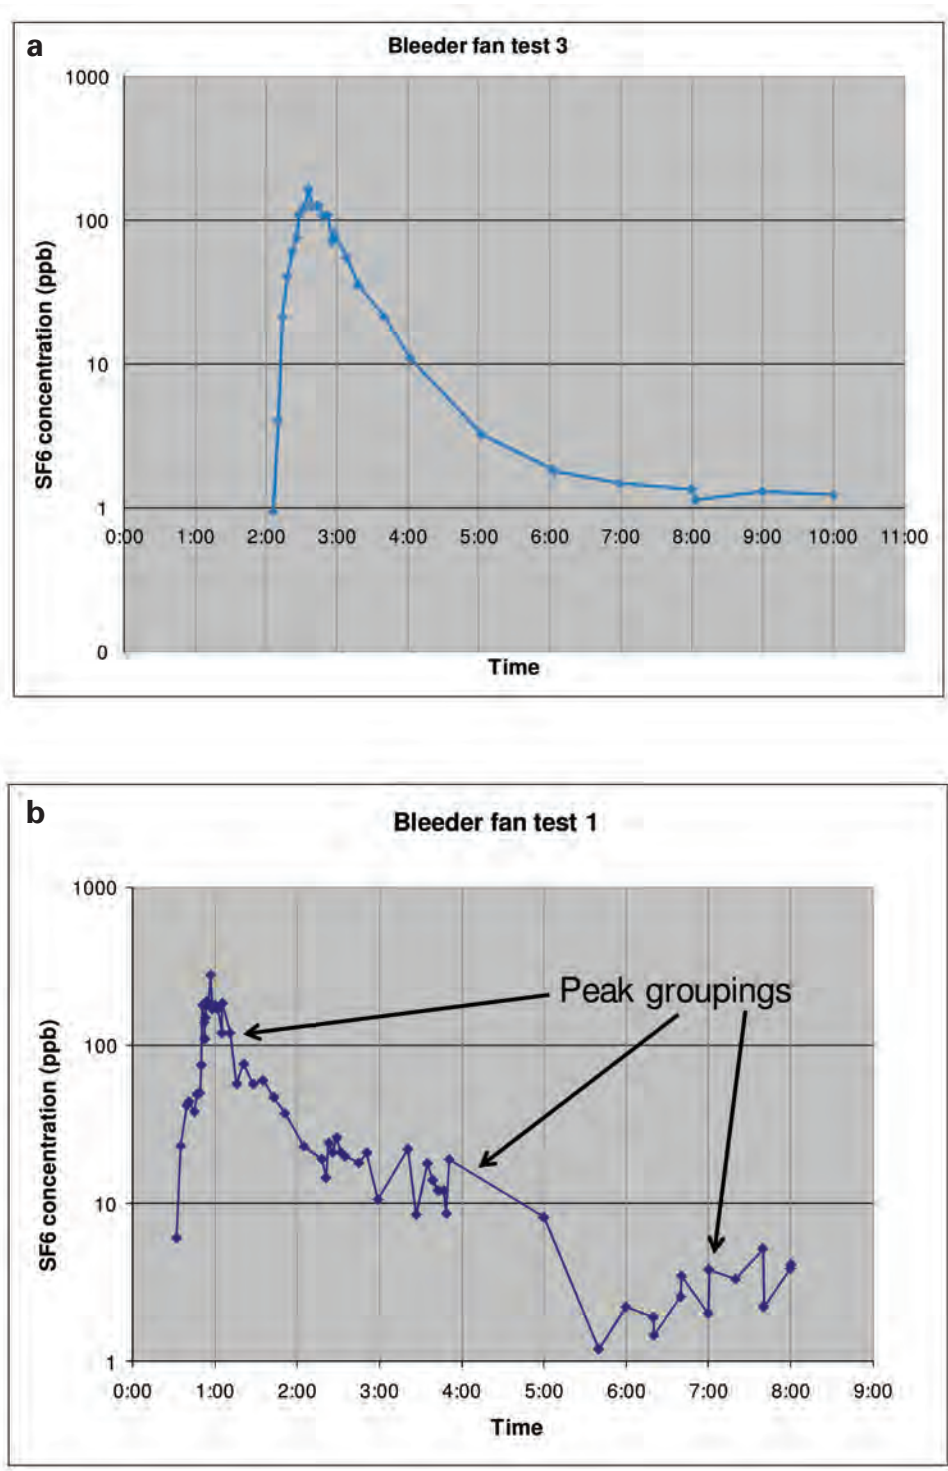 a
Bleeder fan test 3
1000
100
10
1
0
SF6 concentration (ppb)
0:00 1:00 2:00 3:00 4:00 5:00 6:00 7:00 8:00 9:00 10:00 11:00
Time
b
Bleeder fan test 1
1000
100
10
1
SF6 concentration (ppb)
Peak groupings
0:00 1:00 2:00 3:00 4:00 5:00 6:00 7:00 8:00 9:00
Time